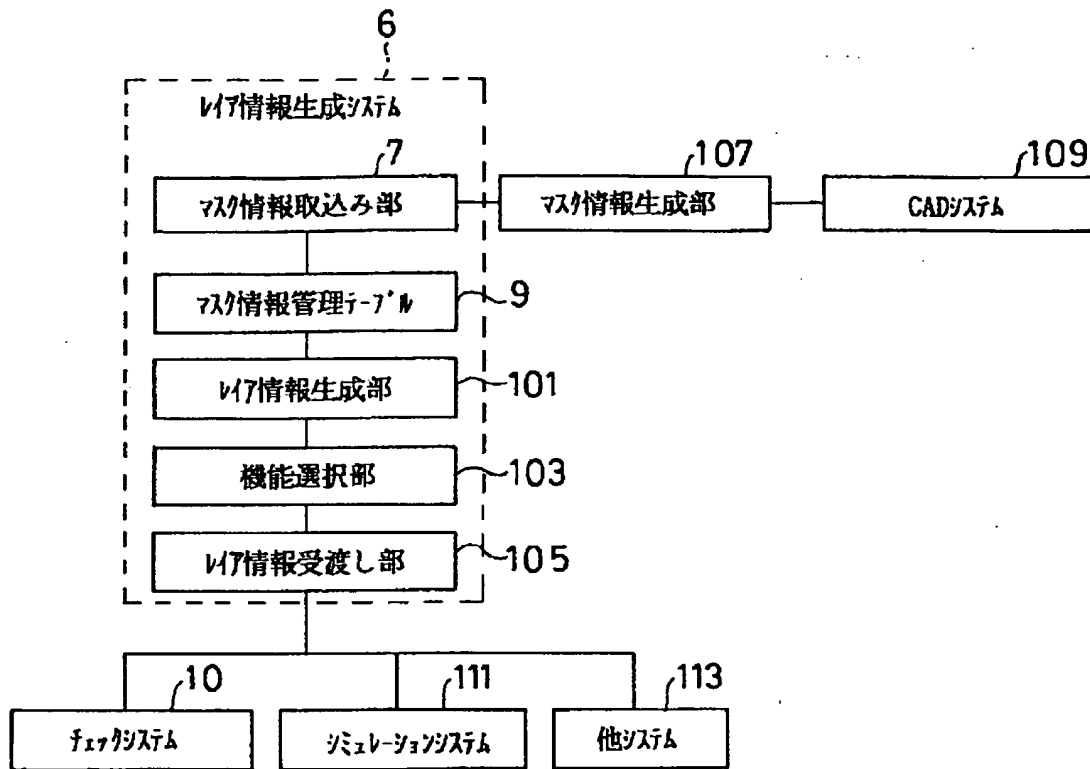 6
レイア情報生成システム
7
107
109
マスク情報取込み部
マスク情報生成部
CADシステム
マスク情報管理テーブル
9
レイア情報生成部
101
機能選択部
103
レイア情報受渡し部
105
10
111
113
チェックシステム
シミュレーションシステム
他システム